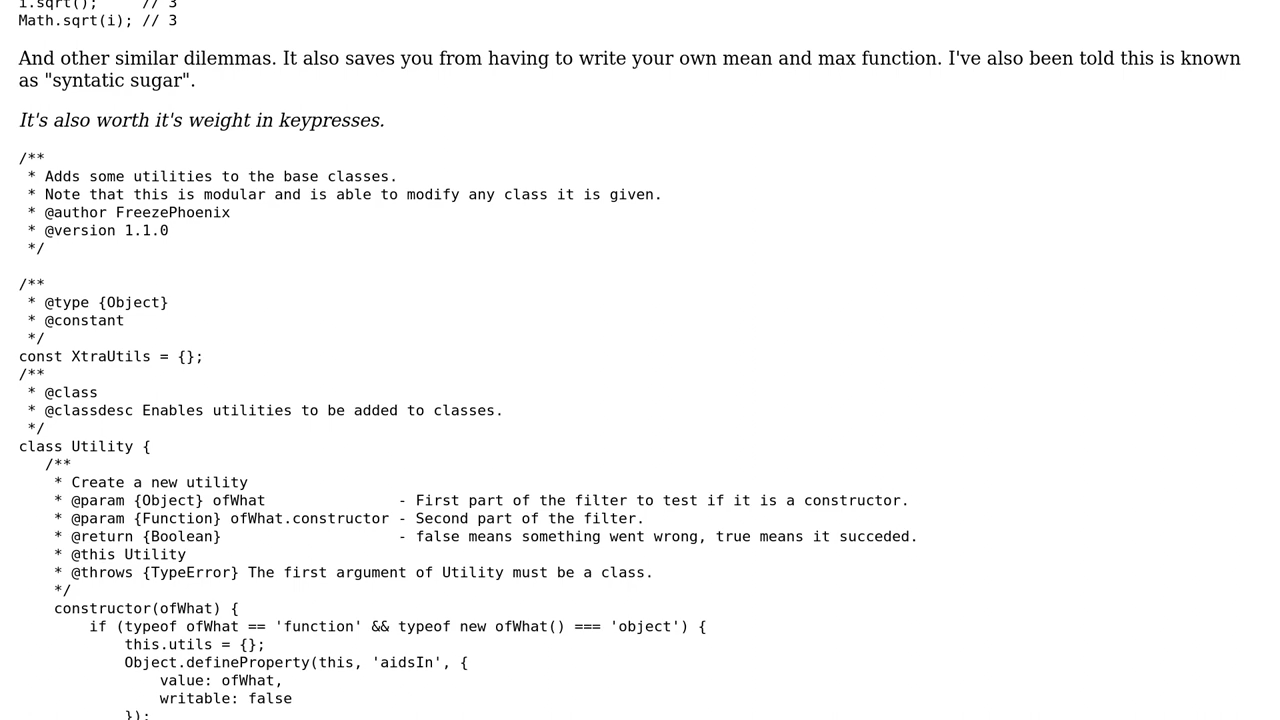 i.sqrt();     // 3
Math.sqrt(i); // 3
And other similar dilemmas. It also saves you from having to write your own mean and max function. I've also been told this is known
as "syntatic sugar".
It's also worth it's weight in keypresses.
/**
 * Adds some utilities to the base classes.
 * Note that this is modular and is able to modify any class it is given.
 * @author FreezePhoenix
 * @version 1.1.0
 */
/**
 * @type {Object}
 * @constant
 */
const XtraUtils = {};
/**
 * @class
 * @classdesc Enables utilities to be added to classes.
 */
class Utility {
   /**
    * Create a new utility
    * @param {Object} ofWhat               - First part of the filter to test if it is a constructor.
    * @param {Function} ofWhat.constructor - Second part of the filter.
    * @return {Boolean}                    - false means something went wrong, true means it succeded.
    * @this Utility
    * @throws {TypeError} The first argument of Utility must be a class.
    */
    constructor(ofWhat) {
        if (typeof ofWhat == 'function' && typeof new ofWhat() === 'object') {
            this.utils = {};
            Object.defineProperty(this, 'aidsIn', {
                value: ofWhat,
                writable: false
            });